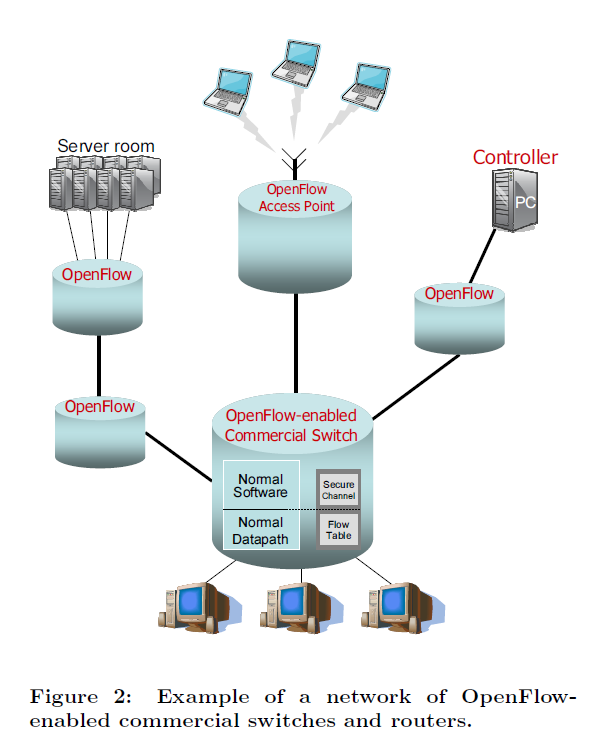 Server room
Controller
OpenFlow
Access Point
PC
OpenFlow
OpenFlow
OpenFlow
OpenFlow-enabled
Commercial Switch
Normal
Software
Secure
Channel
Normal
Datapath
Flow
Table
Figure 2: Example of a network of OpenFlow-
enabled commercial switches and routers.